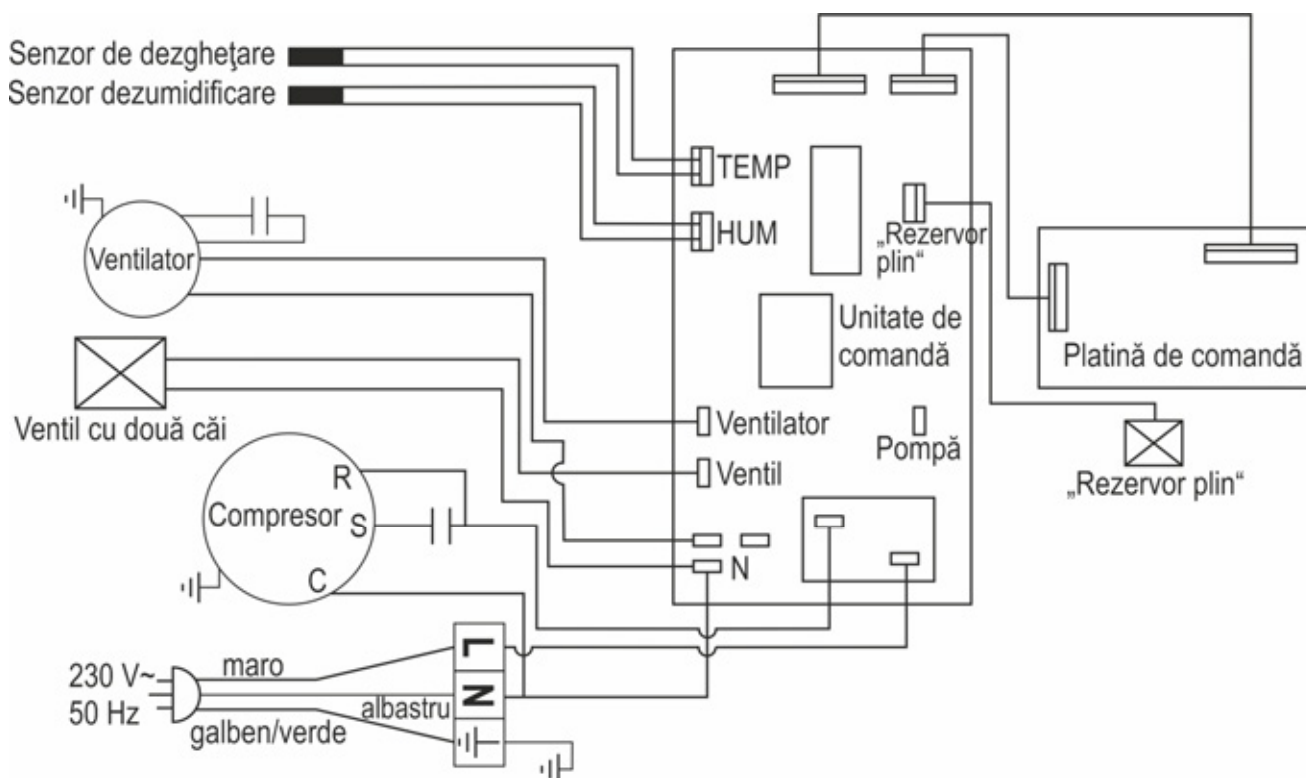 Senzor de dezgheţare
Senzor dezumidificare
TEMP
HUM
„Rezervor
plin“
Ventilator
Unitate de
comandă
Platină de comandă
Ventil cu două căi
Ventilator
Pompă
Ventil
„Rezervor plin“
R
Compresor
S
C
N
L
N
maro
230 V~
50 Hz
albastru
galben/verde